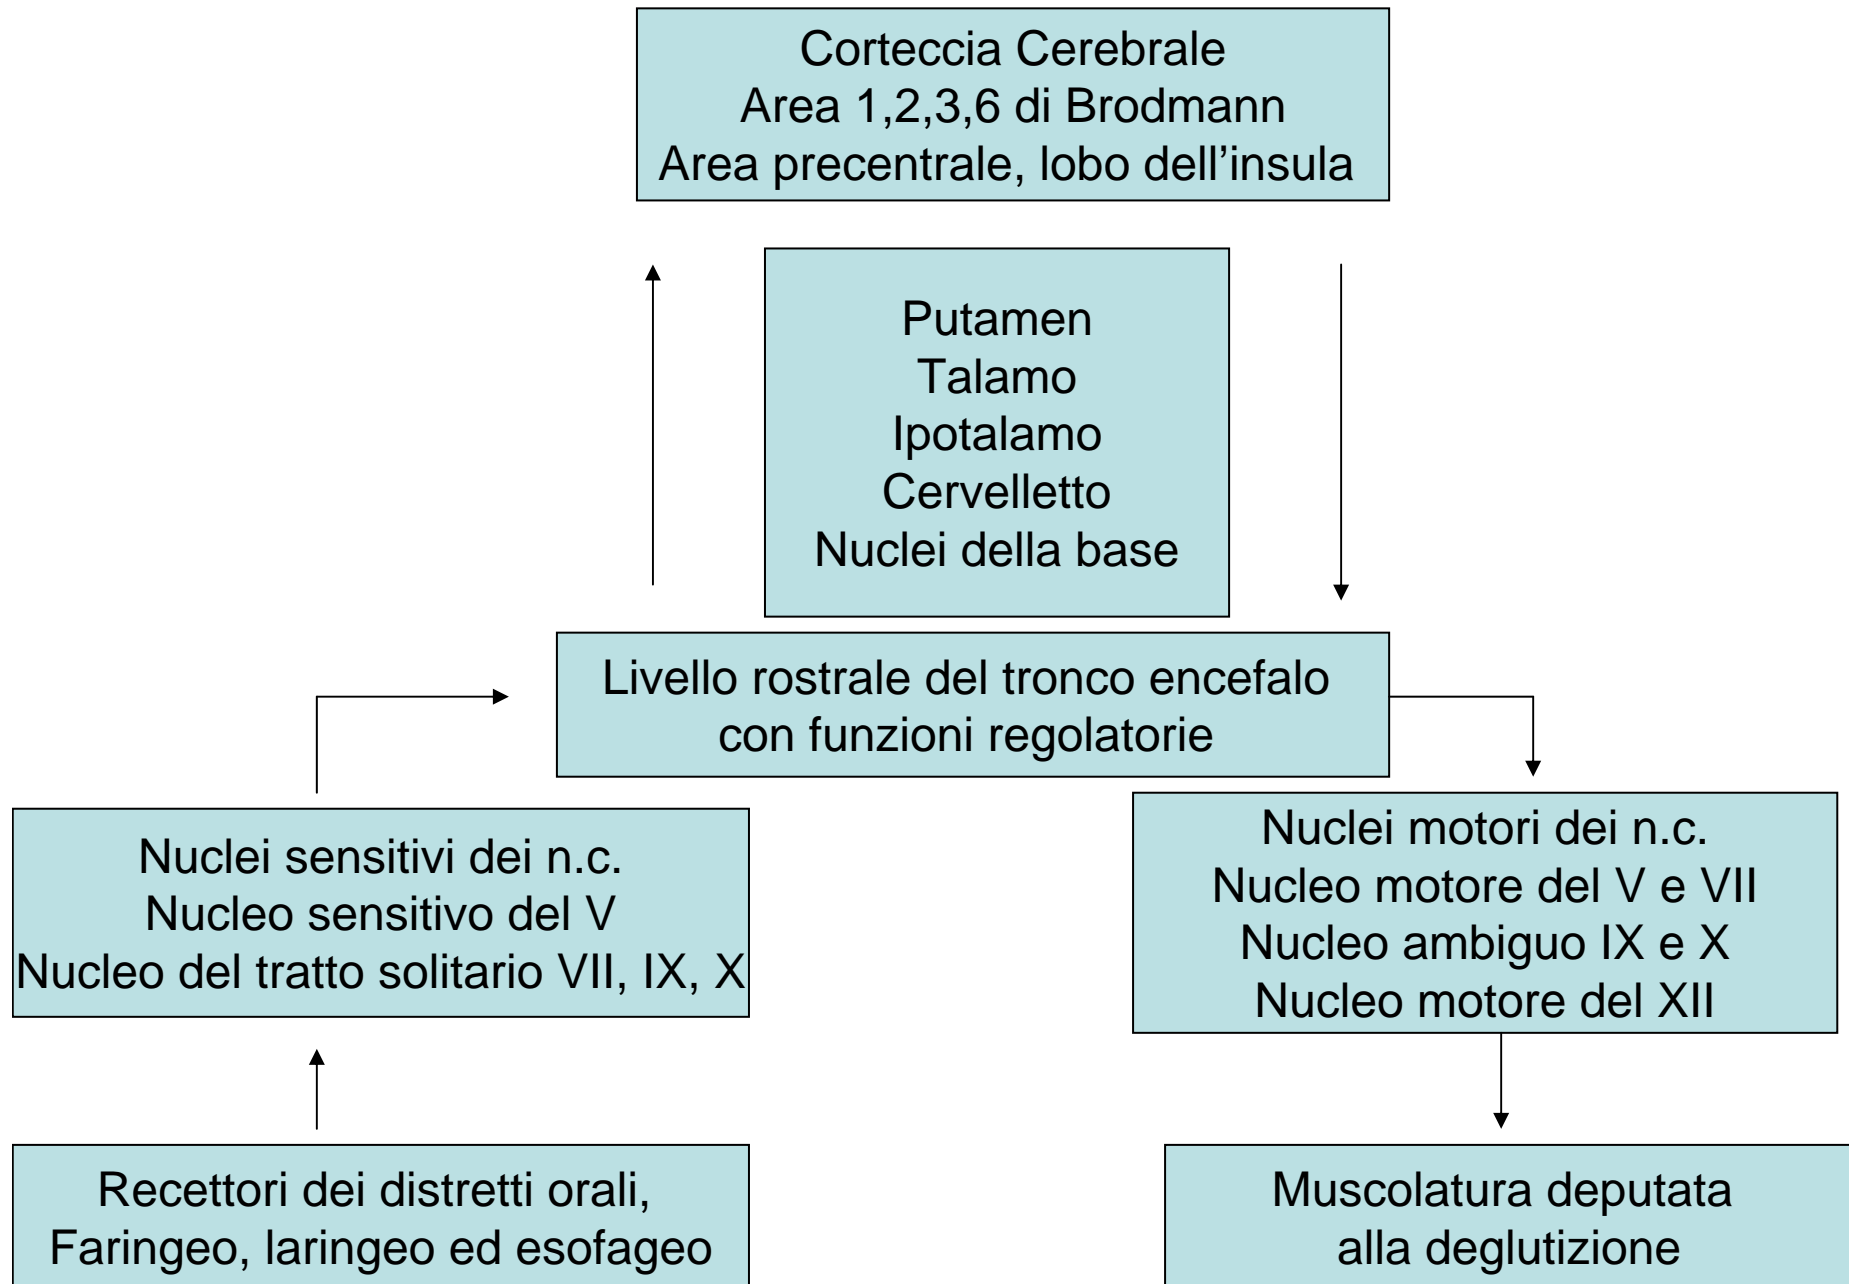 Corteccia Cerebrale
Area 1,2,3,6 di Brodmann
Area precentrale, lobo dell'insula
Putamen
Talamo
Ipotalamo
Cervelletto
Nuclei della base
Livello rostrale del tronco encefalo
con funzioni regolatorie
Nuclei sensitivi dei n.c.
Nucleo sensitivo del V
Nucleo del tratto solitario VII, IX, X
Nuclei motori dei n.c.
Nucleo motore del V e VII
Nucleo ambiguo IX e X
Nucleo motore del XII
Recettori dei distretti orali,
Faringeo, laringeo ed esofageo
Muscolatura deputata
alla deglutizione